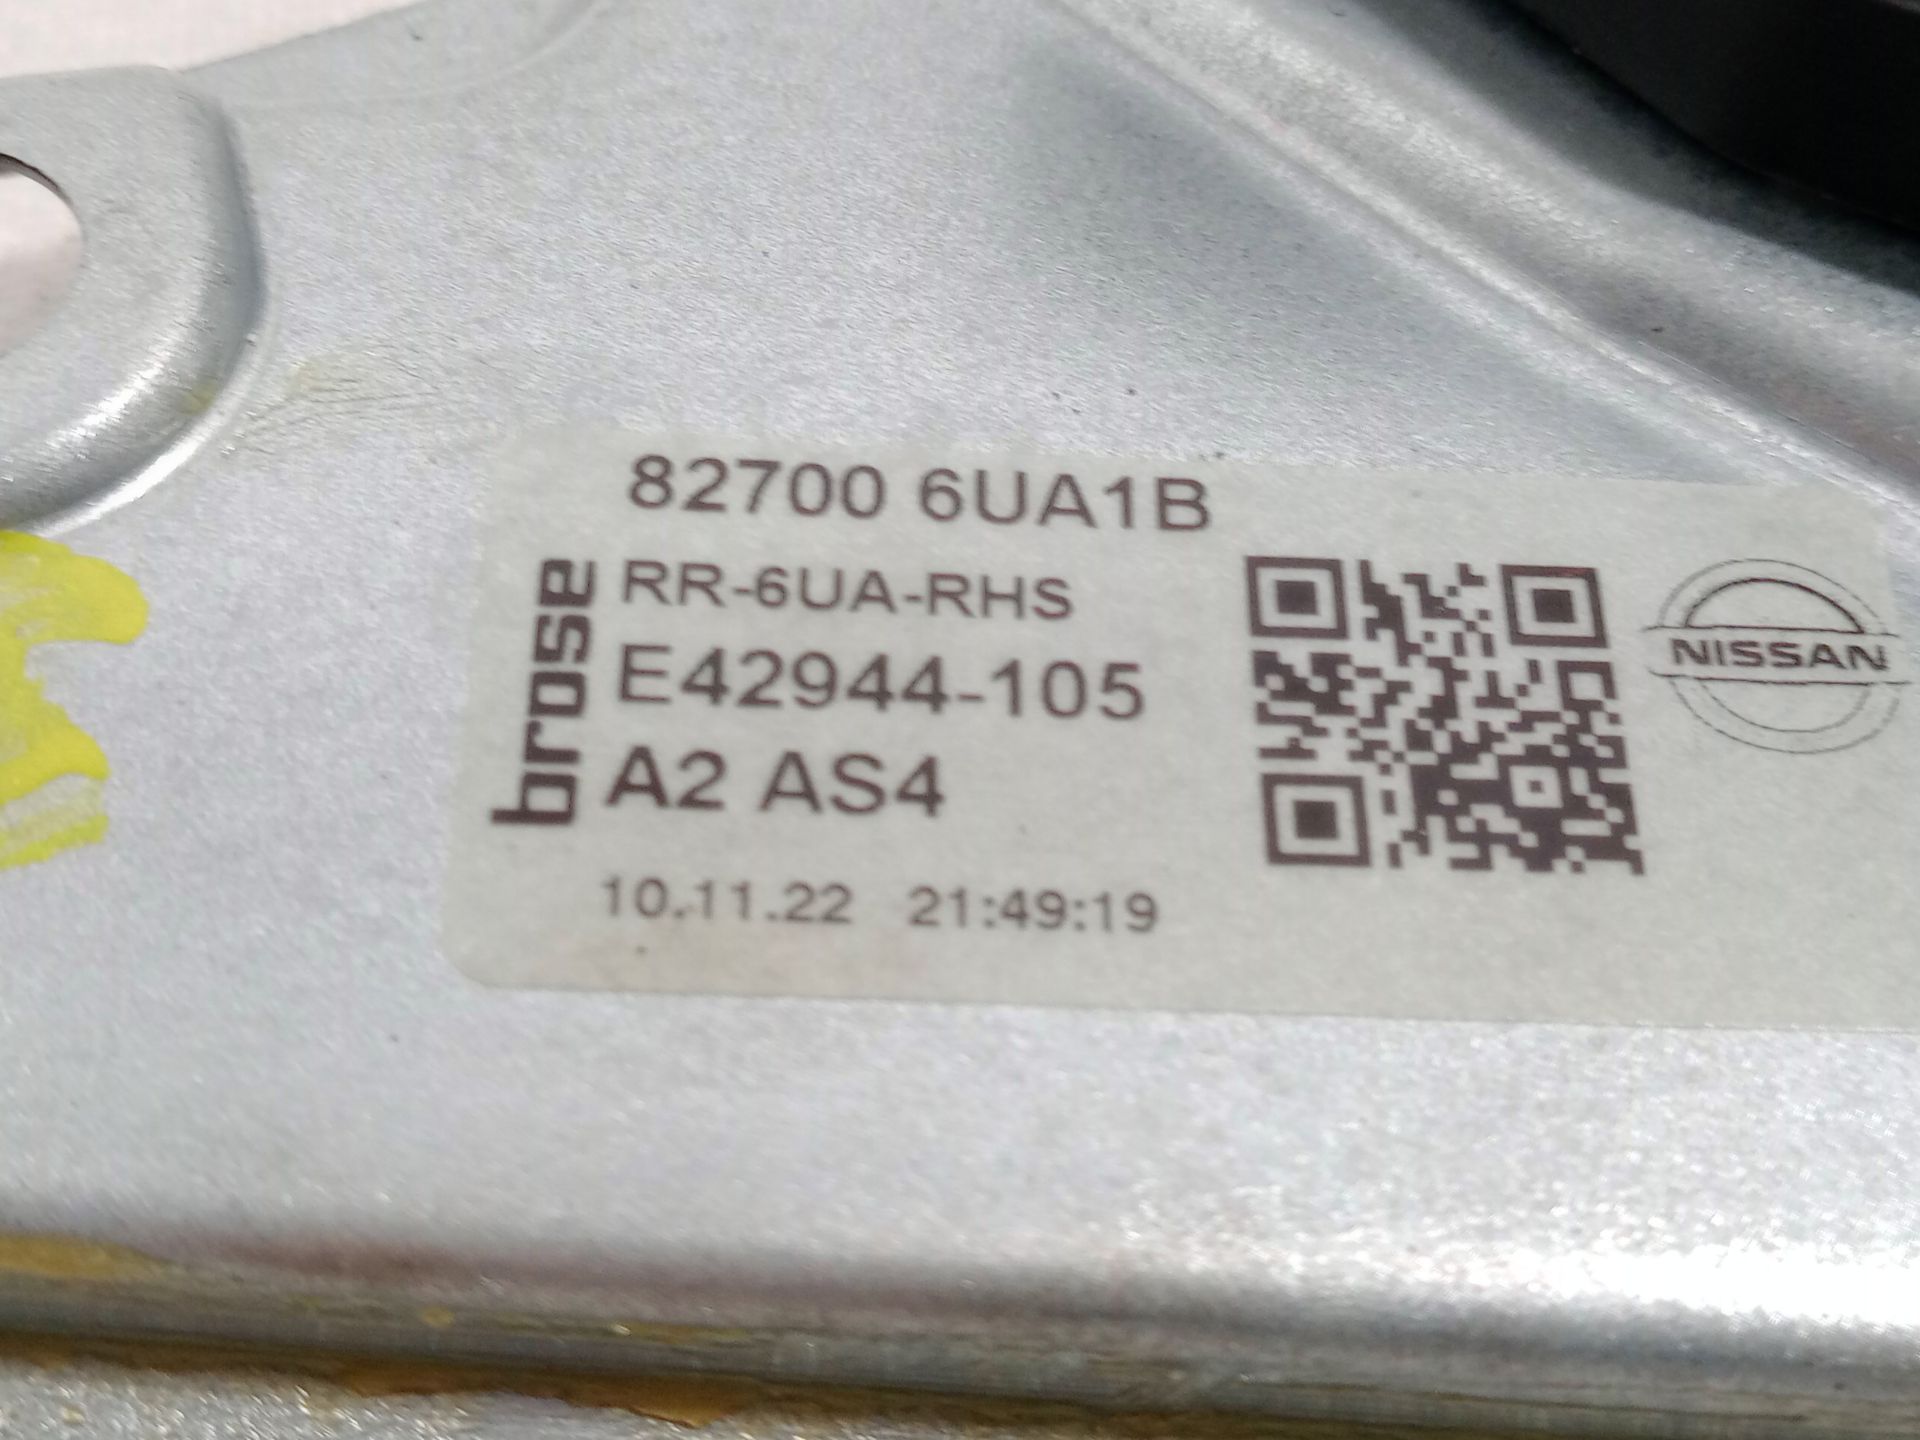 82700 6UA1B
brose
RR-6UA-RHS
E42944-105
A2 AS4
10.11.22 21:49:19
NISSAN